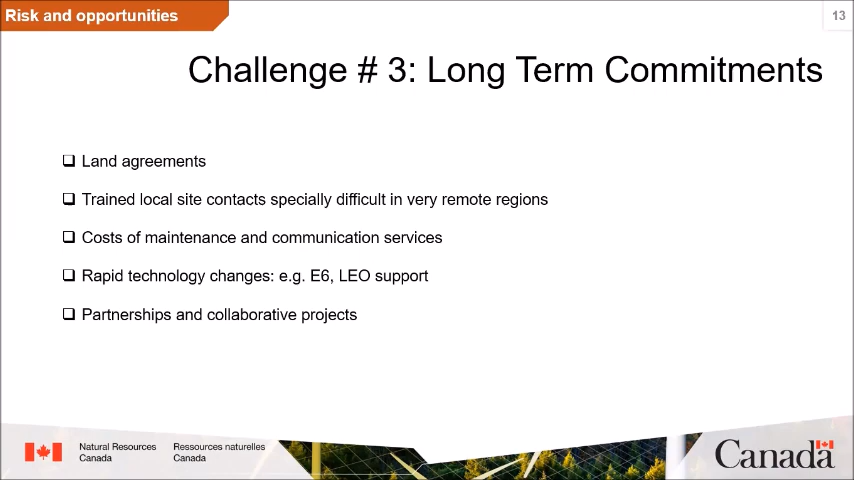 Risk and opportunities
13
Challenge # 3: Long Term Commitments
❑ Land agreements
❑ Trained local site contacts specially difficult in very remote regions
❑ Costs of maintenance and communication services
❑ Rapid technology changes: e.g. E6, LEO support
❑ Partnerships and collaborative projects
Natural Resources
Canada
Ressources naturelles
Canada
Canada